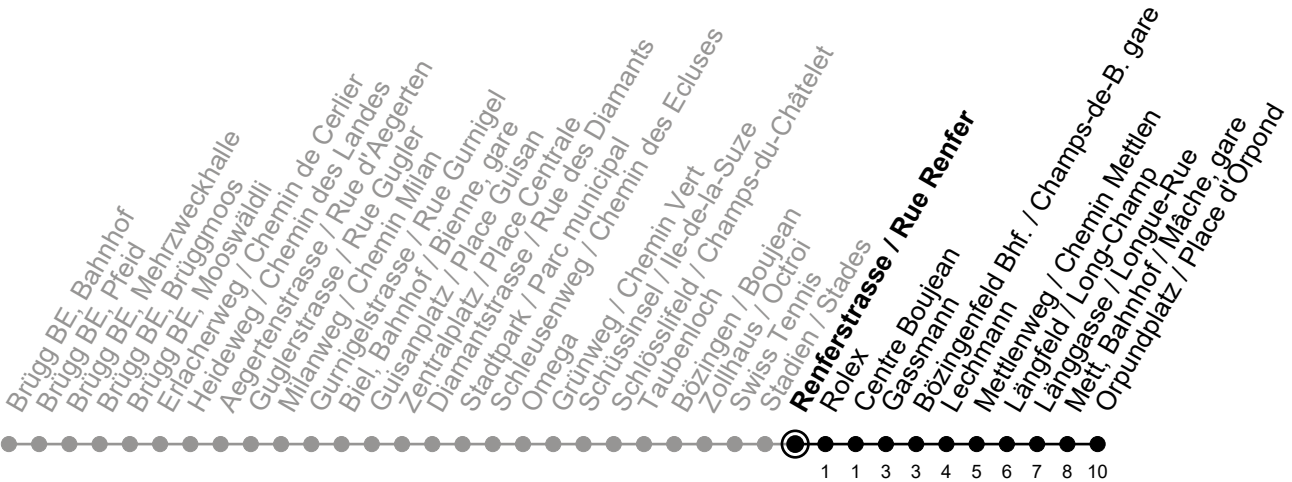 Brügg BE, Bahnhof
Brügg BE, Pfeid
Brügg BE, Mehrzweckhalle
Brügg BE, Brüggmoos
Brügg BE, Mooswäldli
Erlacherweg / Chemin de Cerlier
Heideweg / Chemin des Landes
Aegertenstrasse / Rue d'Aegerten
Guglerstrasse / Rue Gugler
Milanweg / Chemin Milan
Gurnigelstrasse / Rue Gurnigel
Biel, Bahnhof / Bienne, gare
Guisanplatz / Place Guisan
Zentralplatz / Place Centrale
Diamantstrasse / Rue des Diamants
Stadtpark / Parc municipal
Schleusenweg / Chemin des Ecluses
Omega
Grünweg / Chemin Vert
Schüssinsel / Ile-de-la-Suze
Schlösslifeld / Champs-du-Châtelet
Taubenloch
Bözingen / Boujean
Zollhaus / Octroi
Swiss Tennis
Stadien / Stades
Renferstrasse / Rue Renfer
Rolex
Centre Boujean
Gassmann
Bözingenfeld Bhf. / Champs-de-B. gare
Lechmann
Mettlenweg / Chemin Mettlen
Längfeld / Long-Champ
Länggasse / Longue-Rue
Mett, Bahnhof / Mâche, gare
Orpundplatz / Place d'Orpond
1 1 3 3 4 5 6 7 8 10